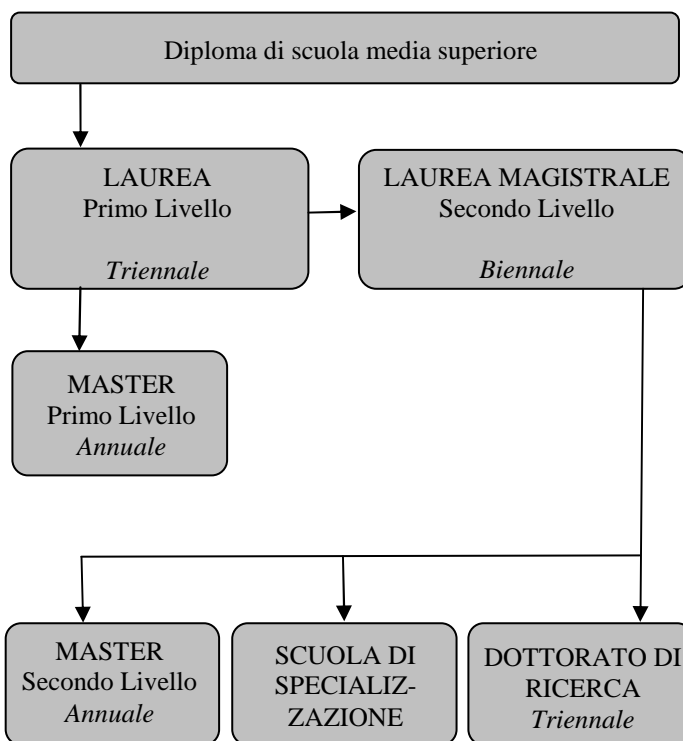 Diploma di scuola media superiore
LAUREA
Primo Livello
Triennale
LAUREA MAGISTRALE
Secondo Livello
Biennale
MASTER
Primo Livello
Annuale
MASTER
Secondo Livello
Annuale
SCUOLA DI
SPECIALIZ-
ZAZIONE
DOTTORATO DI
RICERCA
Triennale